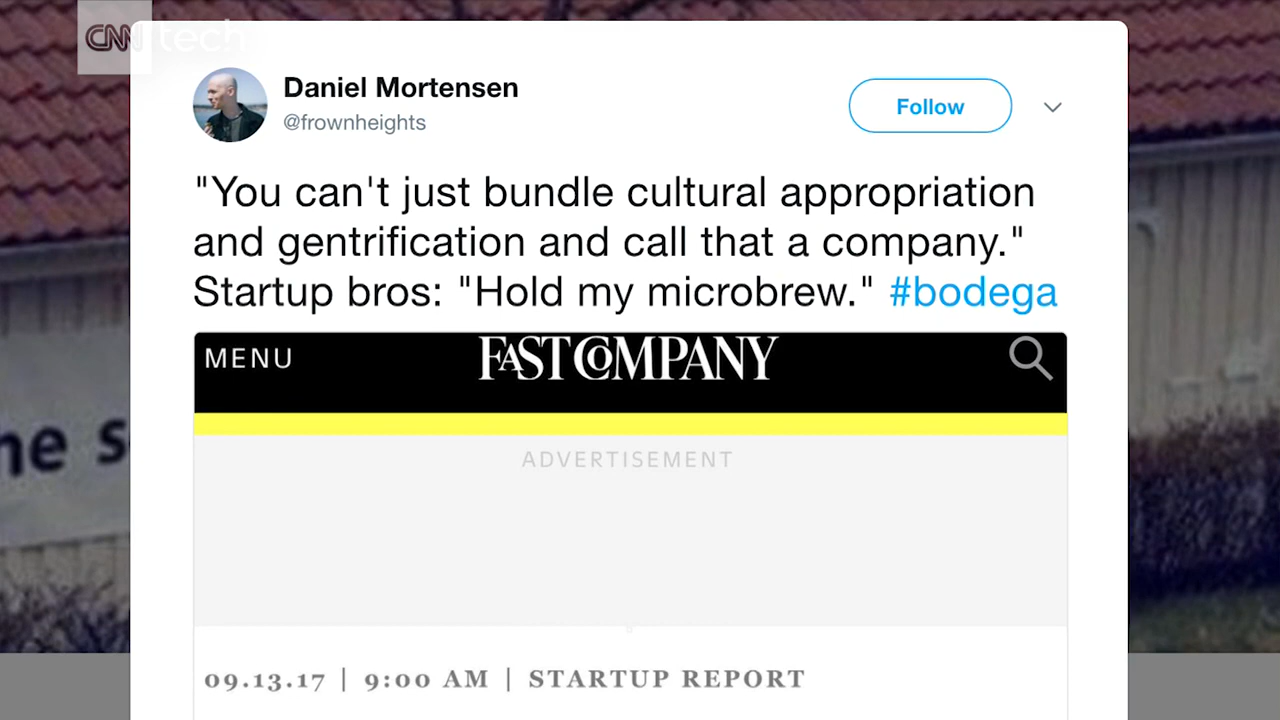 CNN tech
Daniel Mortensen
@frownheights
Follow
"You can't just bundle cultural appropriation
and gentrification and call that a company."
Startup bros: "Hold my microbrew." #bodega
MENU
FAST COMPANY
ADVERTISEMENT
ne s
09.13.17 | 9:00 AM | STARTUP REPORT